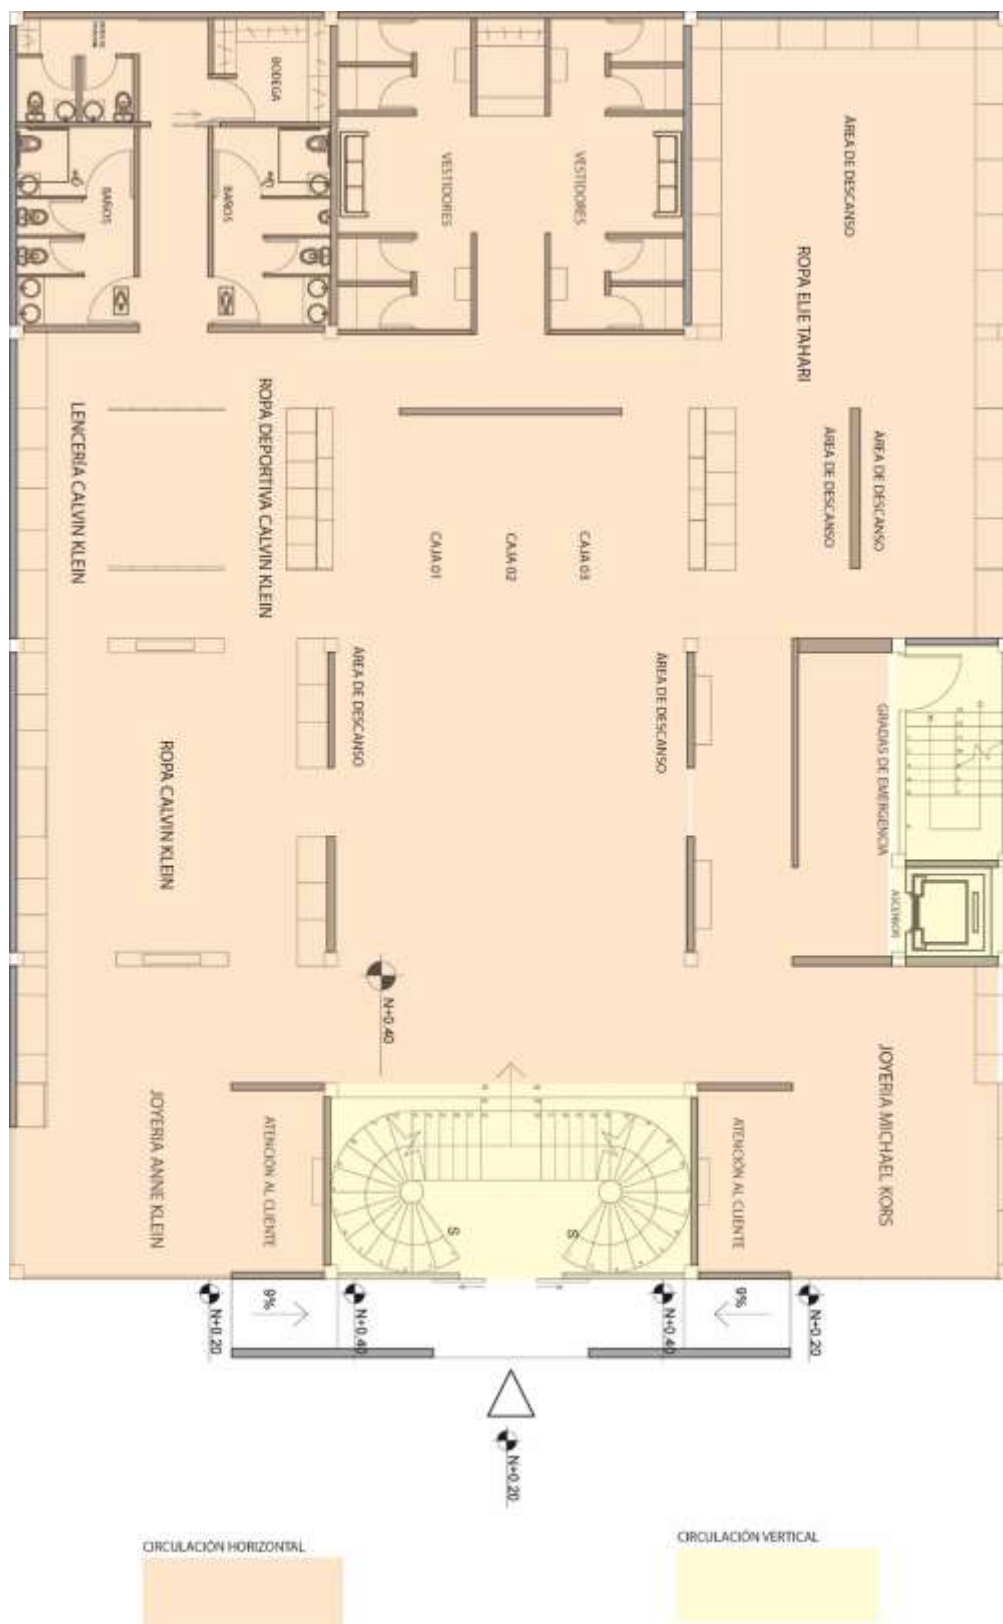 BODEGA
BAÑOS
BAÑOS
VESTIDORES
VESTIDORES
ÁREA DE DESCANSO
ROPA ELIE TAHARI
ÁREA DE DESCANSO
ÁREA DE DESCANSO
LENCERÍA CALVIN KLEIN
ROPA DEPORTIVA CALVIN KLEIN
CAJA 01
CAJA 02
CAJA 03
ÁREA DE DESCANSO
ÁREA DE DESCANSO
GRADAS DE EMERGENCIA
ROPA CALVIN KLEIN
ASCENSOR
N+0.40
JOYERIA ANNE KLEIN
ATENCIÓN AL CLIENTE
S
S
ATENCIÓN AL CLIENTE
JOYERIA MICHAEL KORS
N+0.20
9%
N+0.40
N+0.40
9%
N+0.20
N+0.20
CIRCULACIÓN HORIZONTAL
CIRCULACIÓN VERTICAL